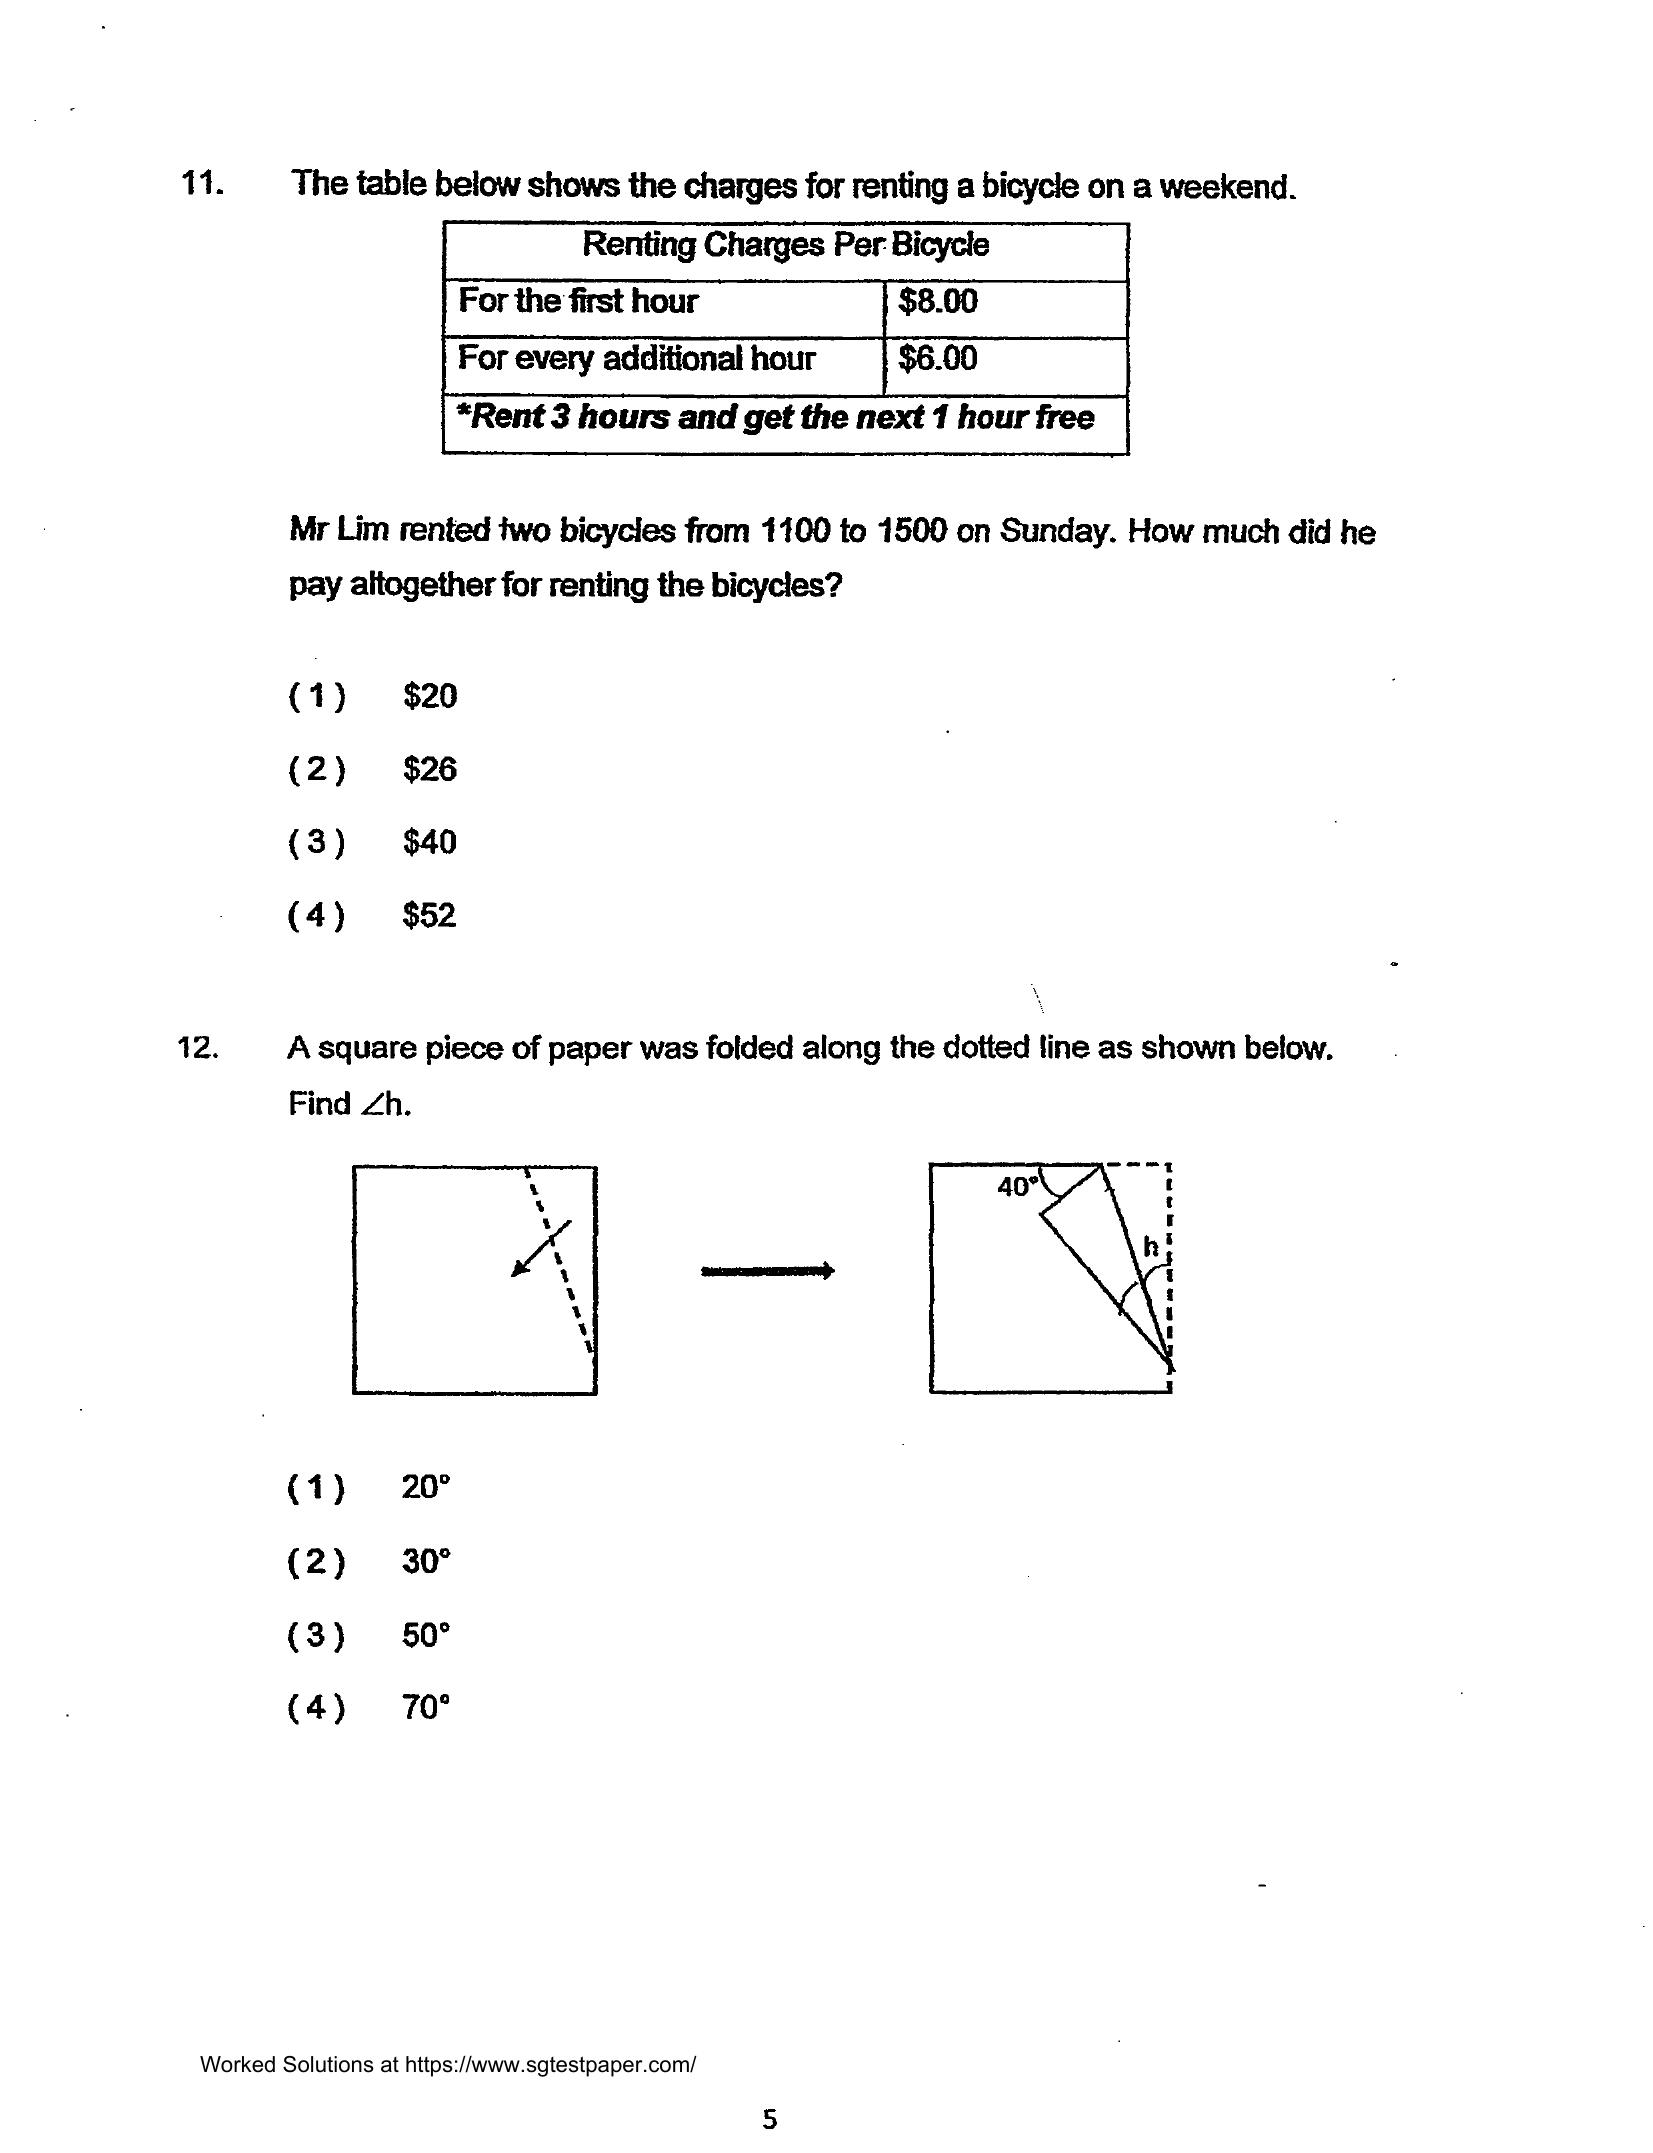 11. The table below shows the charges for renting a bicycle on a weekend.
Renting Charges Per Bicycle
For the first hour $8.00
For every additional hour $6.00
*Rent 3 hours and get the next 1 hour free
Mr Lim rented two bicycles from 1100 to 1500 on Sunday. How much did he
pay altogether for renting the bicycles?
(1) $20
(2) $26
(3) $40
(4) $52
12. A square piece of paper was folded along the dotted line as shown below.
Find ∠h.
40°
h
(1) 20°
(2) 30°
(3) 50°
(4) 70°
Worked Solutions at https://www.sgtestpaper.com/
5